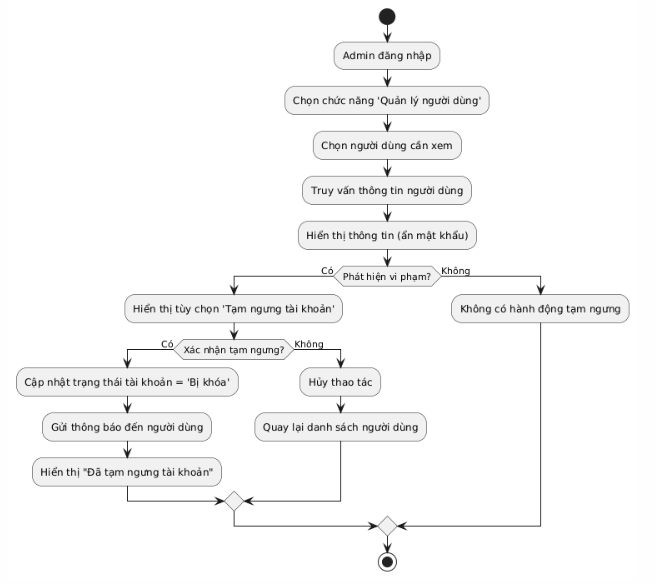 Admin đăng nhập
Chọn chức năng 'Quản lý người dùng'
Chọn người dùng cần xem
Truy vấn thông tin người dùng
Hiển thị thông tin (ẩn mật khẩu)
Có
Phát hiện vi phạm?
Không
Hiển thị tùy chọn 'Tạm ngưng tài khoản'
Không có hành động tạm ngưng
Có
Xác nhận tạm ngưng?
Không
Cập nhật trạng thái tài khoản = 'Bị khóa'
Hủy thao tác
Gửi thông báo đến người dùng
Quay lại danh sách người dùng
Hiển thị "Đã tạm ngưng tài khoản"